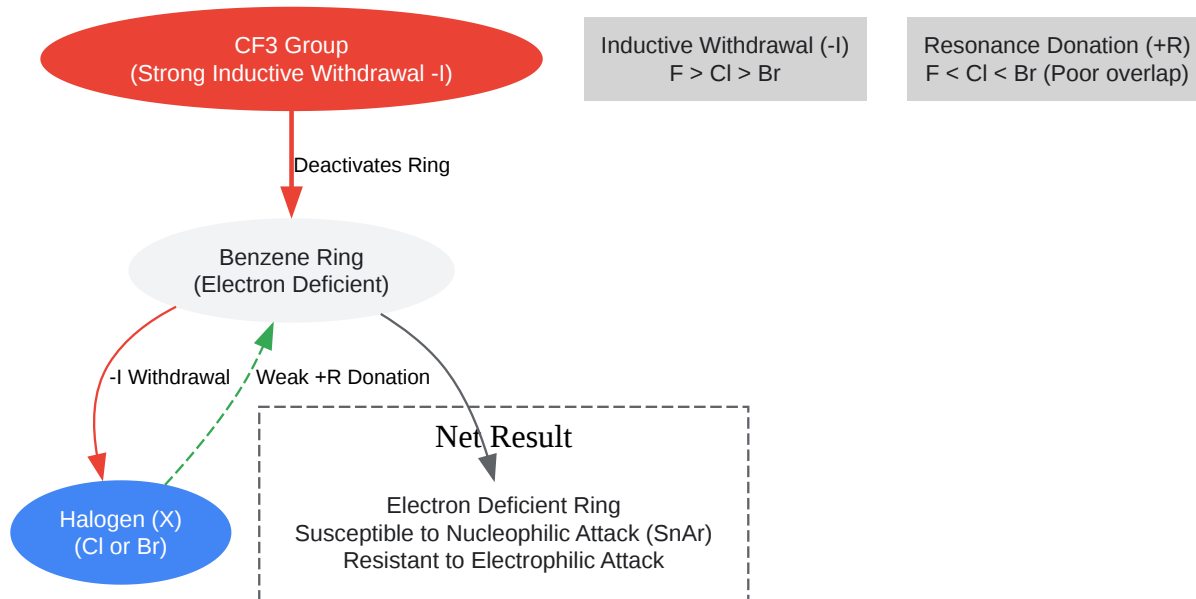 CF3 Group
(Strong Inductive Withdrawal -I)
Inductive Withdrawal (-I)
F > Cl > Br
Resonance Donation (+R)
F < Cl < Br (Poor overlap)
Deactivates Ring
Benzene Ring
(Electron Deficient)
-I Withdrawal
Weak +R Donation
Net Result
Halogen (X)
(Cl or Br)
Electron Deficient Ring
Susceptible to Nucleophilic Attack (SnAr)
Resistant to Electrophilic Attack